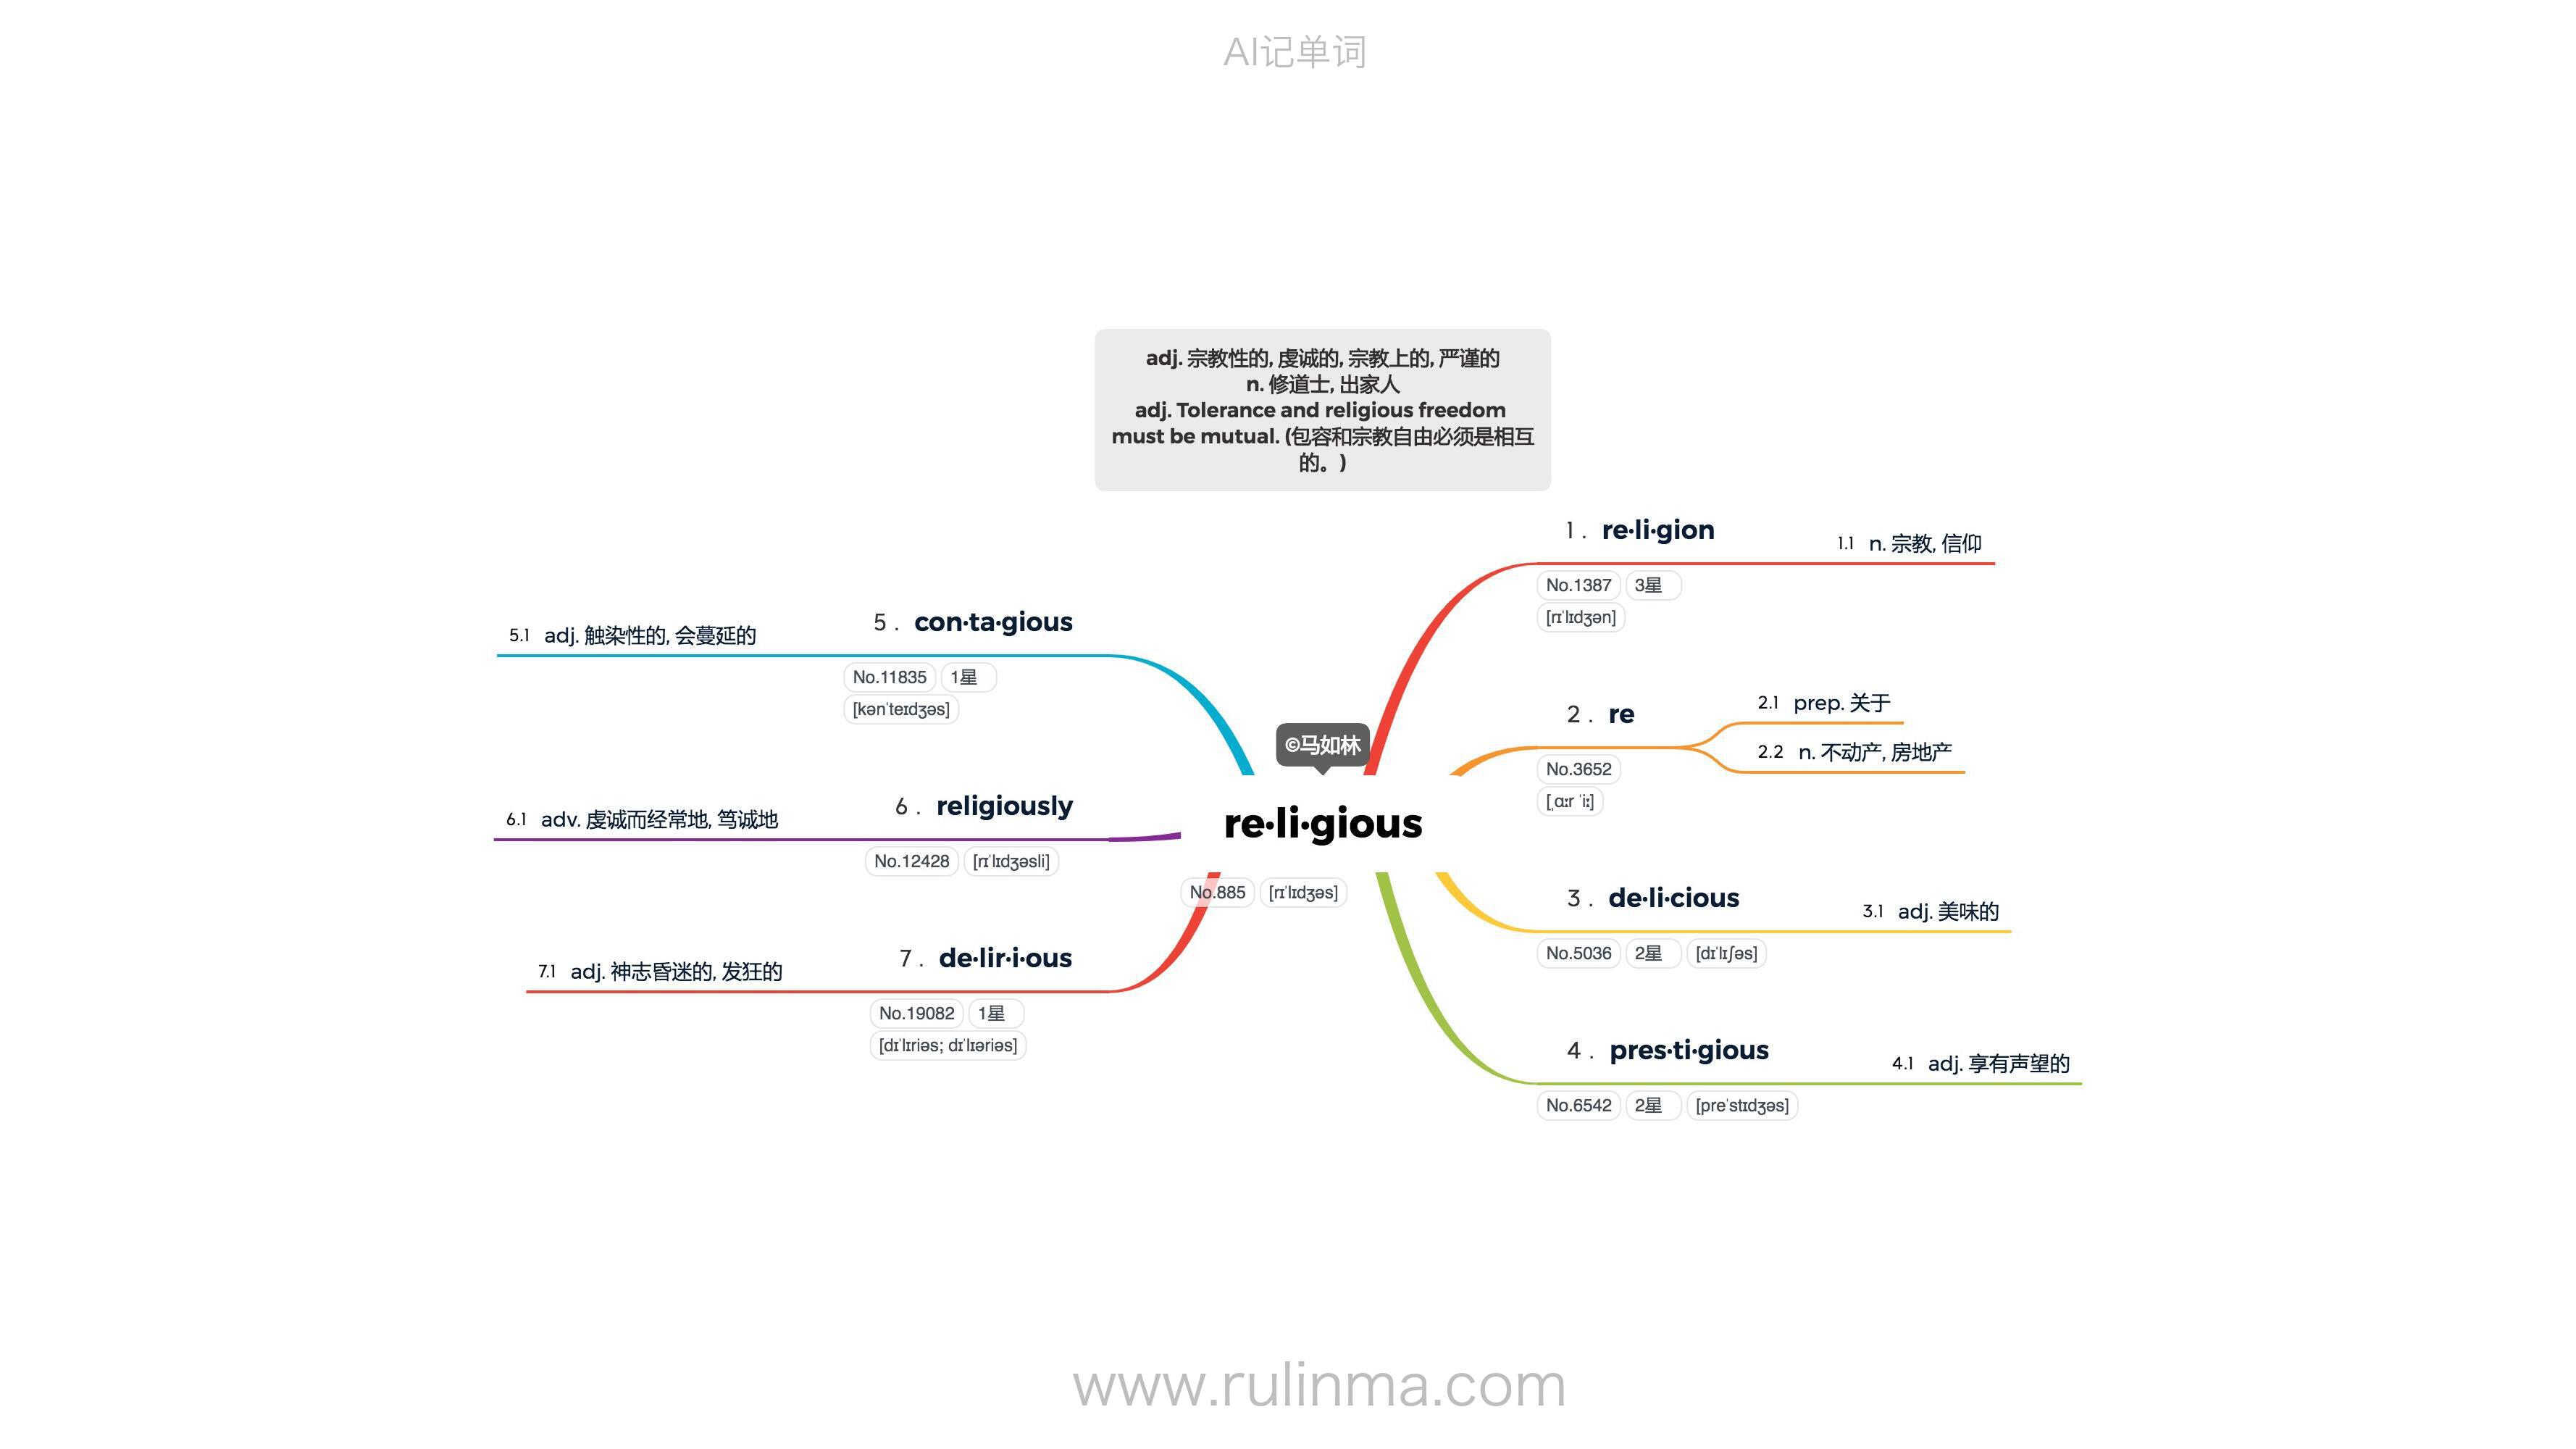 AI记单词
adj. 宗教性的, 虔诚的, 宗教上的, 严谨的
n. 修道士, 出家人
adj. Tolerance and religious freedom
must be mutual. (包容和宗教自由必须是相互
的。)
©马如林
re·li·gious
No.885 [rɪˈlɪdʒəs]
1 . re·li·gion
1.1 n. 宗教, 信仰
No.1387 3星
[rɪˈlɪdʒən]
2 . re
2.1 prep. 关于
2.2 n. 不动产, 房地产
No.3652
[ˌɑːr ˈiː]
3 . de·li·cious
3.1 adj. 美味的
No.5036 2星 [dɪˈlɪʃəs]
4 . pres·ti·gious
4.1 adj. 享有声望的
No.6542 2星 [preˈstɪdʒəs]
5 . con·ta·gious
5.1 adj. 触染性的, 会蔓延的
No.11835 1星
[kənˈteɪdʒəs]
6 . religiously
6.1 adv. 虔诚而经常地, 笃诚地
No.12428 [rɪˈlɪdʒəsli]
7 . de·lir·i·ous
7.1 adj. 神志昏迷的, 发狂的
No.19082 1星
[dɪˈlɪriəs; dɪˈlɪəriəs]
www.rulinma.com